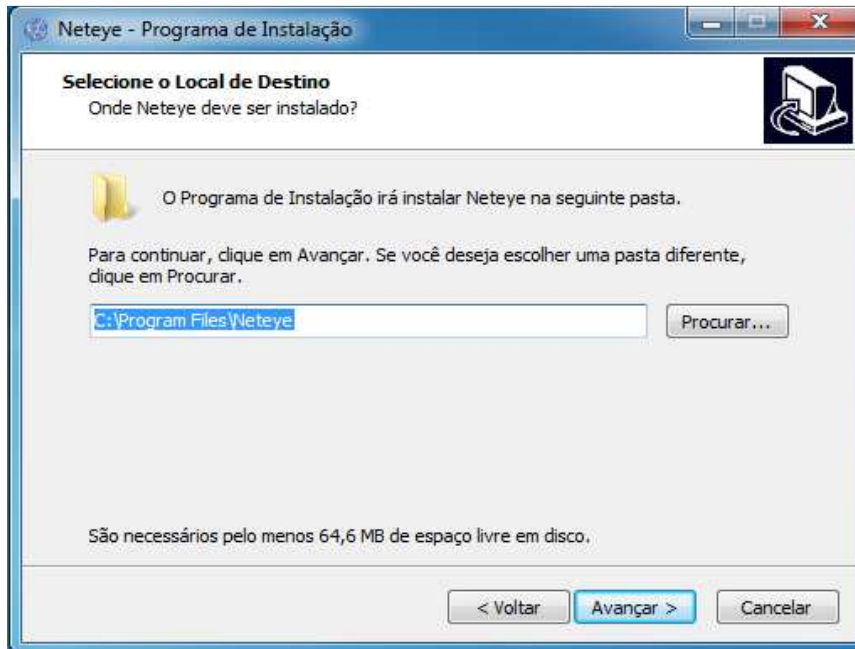 Neteye - Programa de Instalação
Selecione o Local de Destino
Onde Neteye deve ser instalado?
O Programa de Instalação irá instalar Neteye na seguinte pasta.
Para continuar, clique em Avançar. Se você deseja escolher uma pasta diferente,
clique em Procurar.
C:\Program Files\Neteye
Procurar...
São necessários pelo menos 64,6 MB de espaço livre em disco.
< Voltar
Avançar >
Cancelar